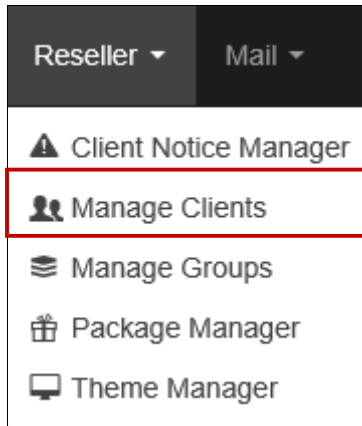 Reseller Mail
Client Notice Manager
Manage Clients
Manage Groups
Package Manager
Theme Manager